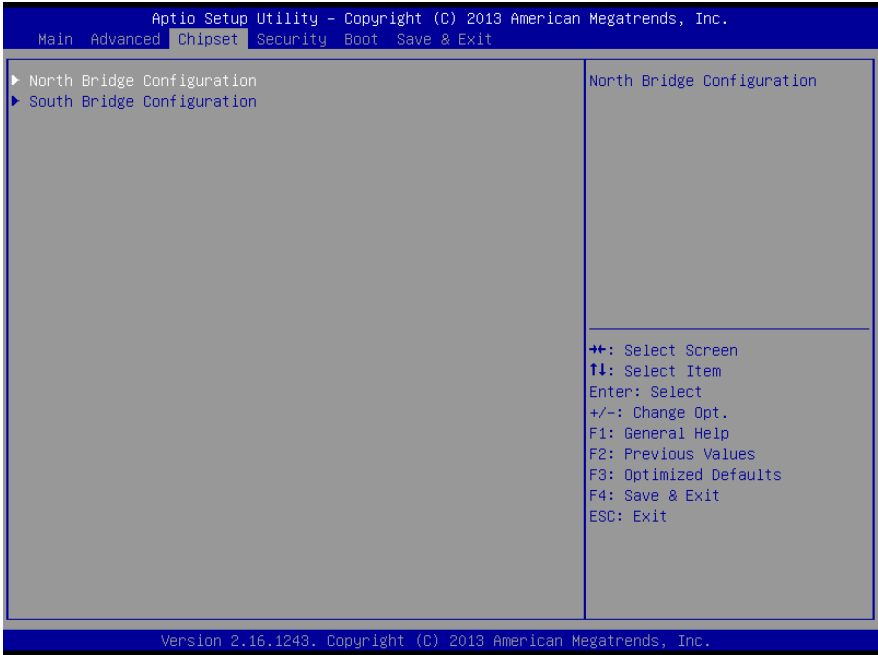 Aptio Setup Utility – Copyright (C) 2013 American Megatrends, Inc.
Main Advanced Chipset Security Boot Save & Exit
North Bridge Configuration
South Bridge Configuration
North Bridge Configuration
→←: Select Screen
↑↓: Select Item
Enter: Select
+/-: Change Opt.
F1: General Help
F2: Previous Values
F3: Optimized Defaults
F4: Save & Exit
ESC: Exit
Version 2.16.1243. Copyright (C) 2013 American Megatrends, Inc.